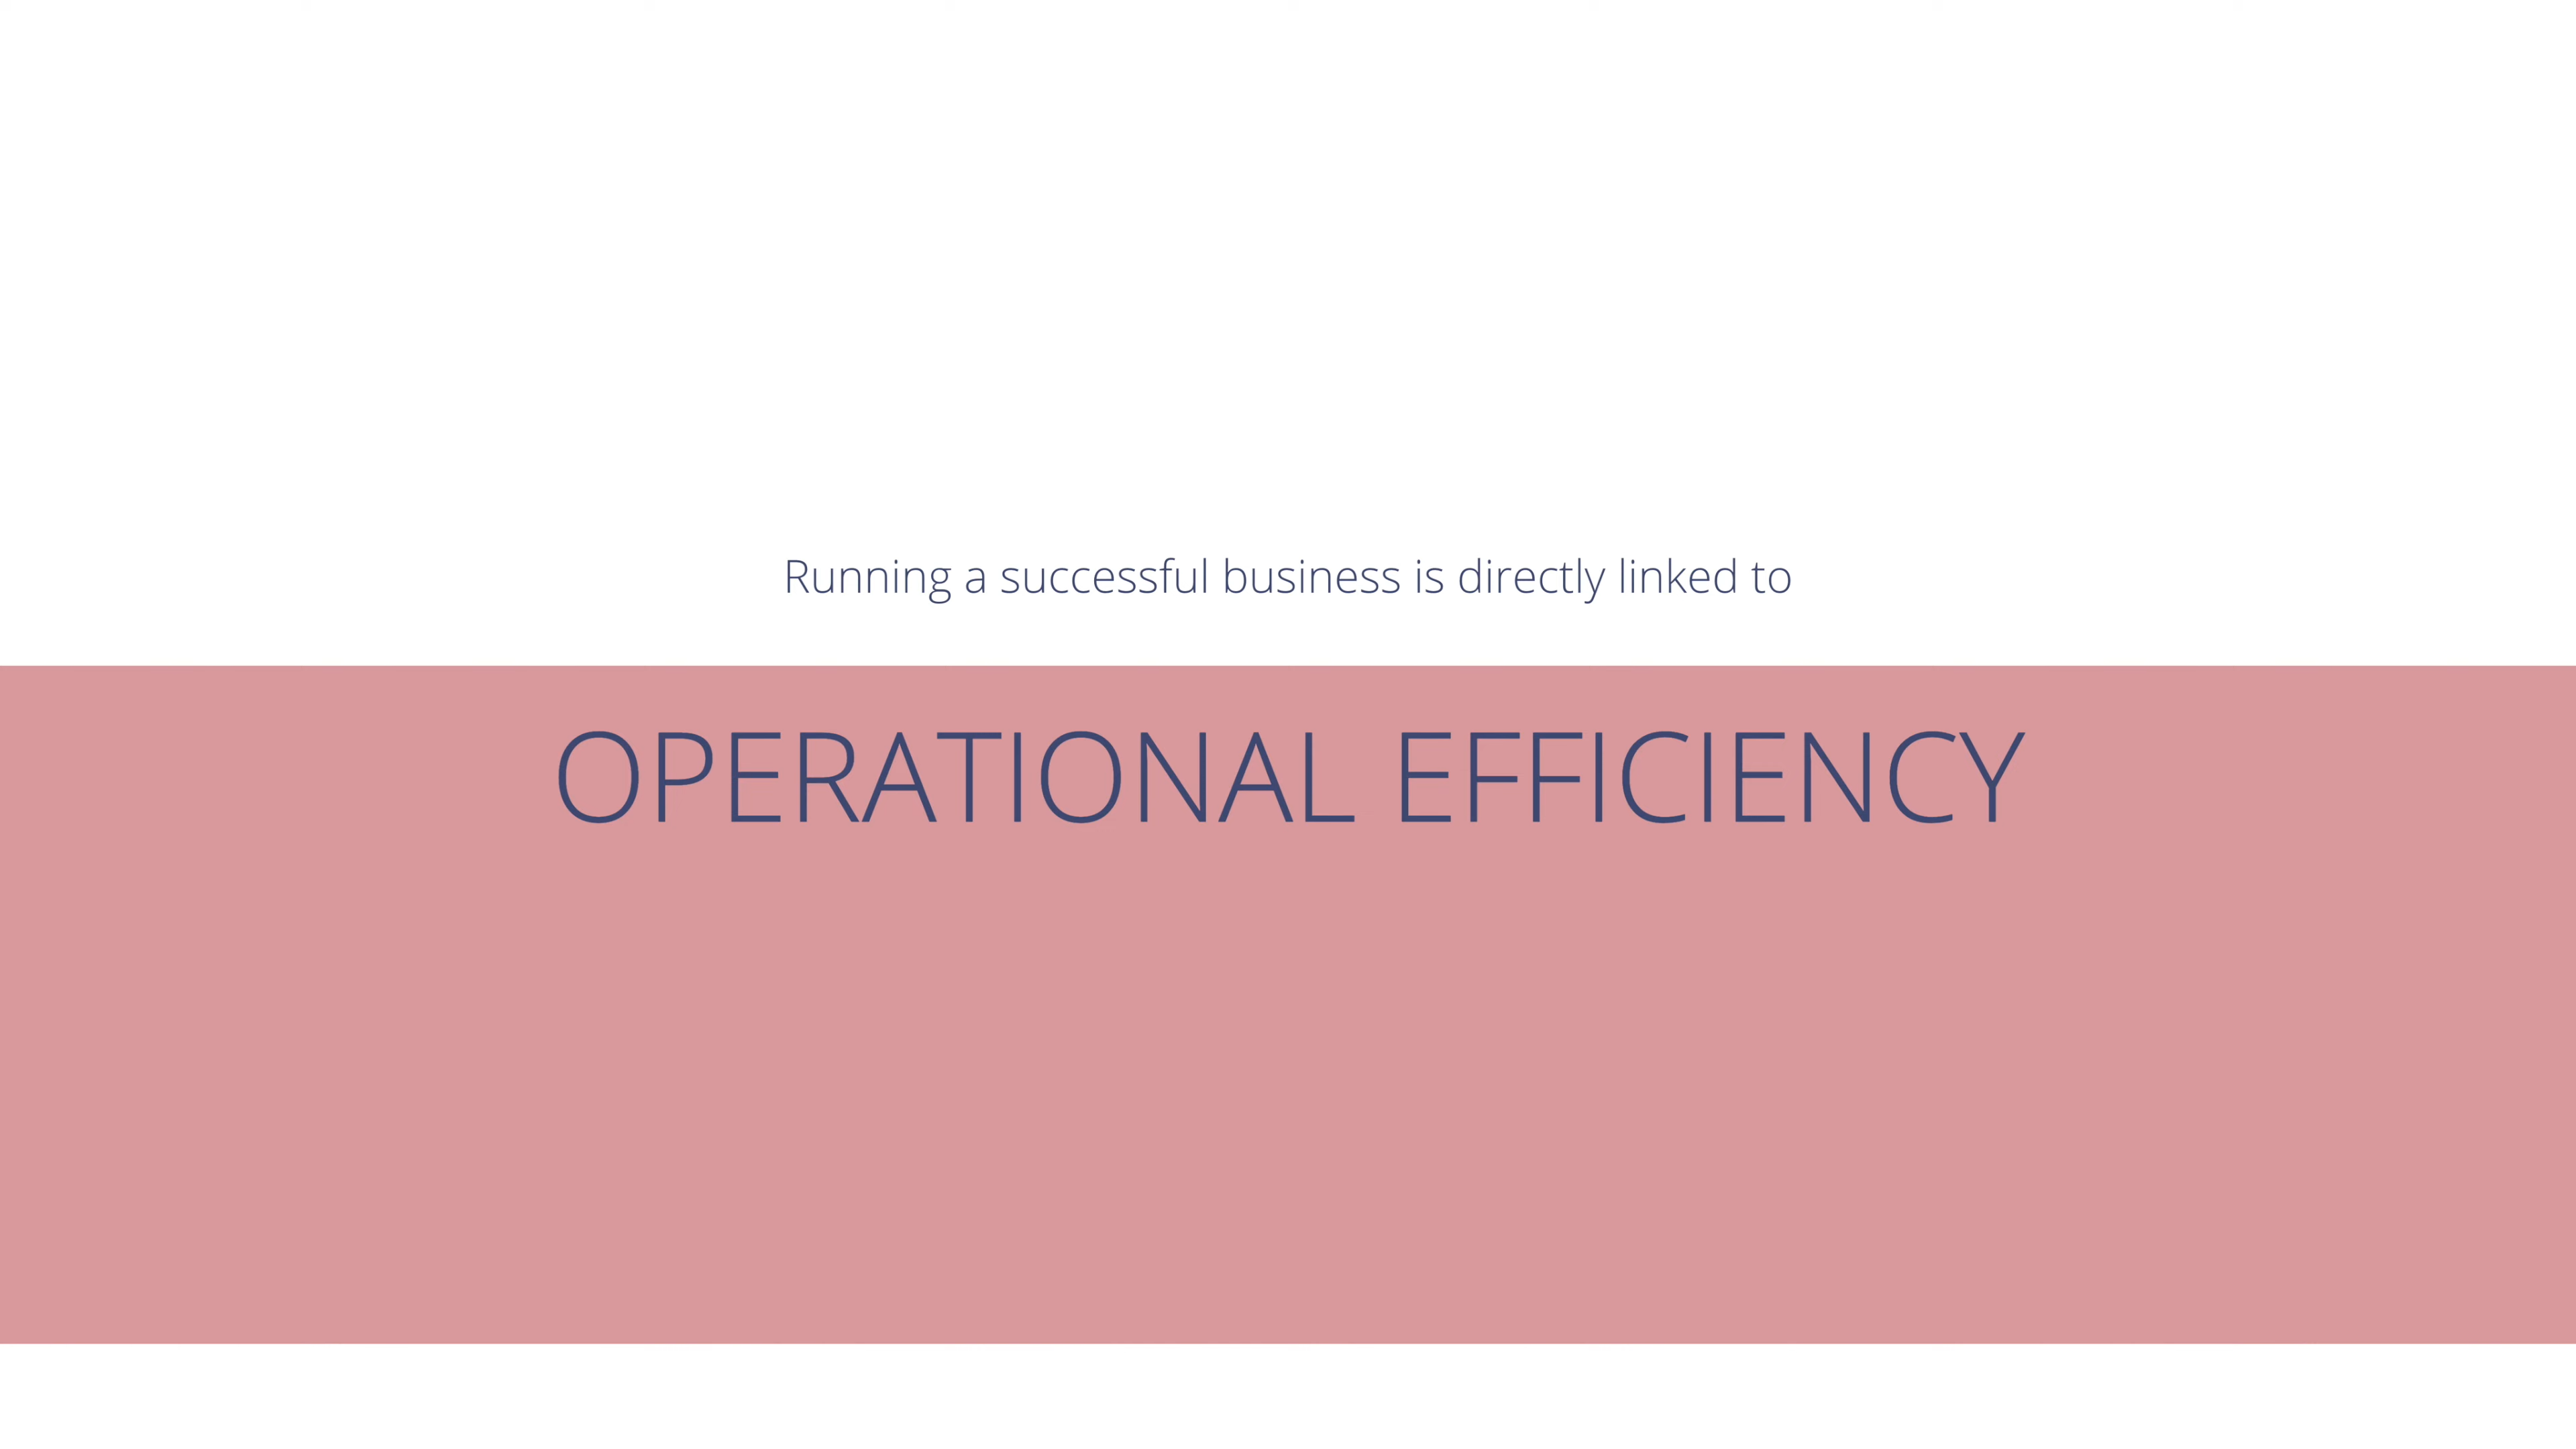 Running a successful business is directly linked to
OPERATIONAL EFFICIENCY